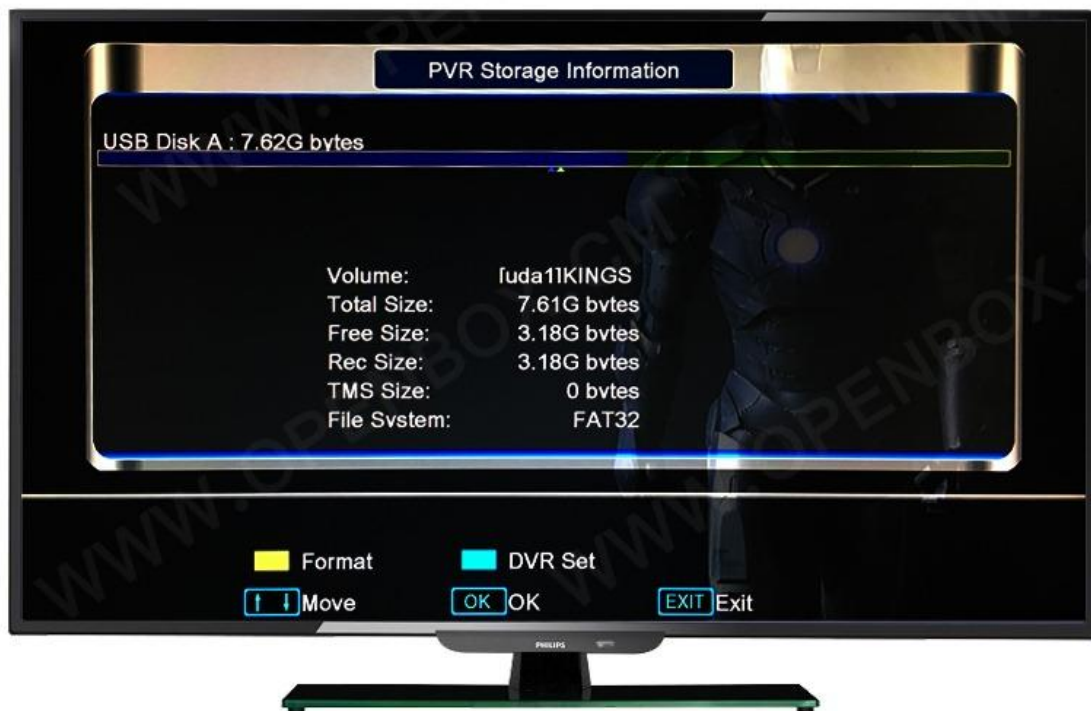 PVR Storage Information
USB Disk A : 7.62G bytes
Volume: [uda1]KINGS
Total Size: 7.61G bytes
Free Size: 3.18G bytes
Rec Size: 3.18G bytes
TMS Size: 0 bytes
File System: FAT32
Format DVR Set
↑ ↓ Move OK OK EXIT Exit
PHILIPS